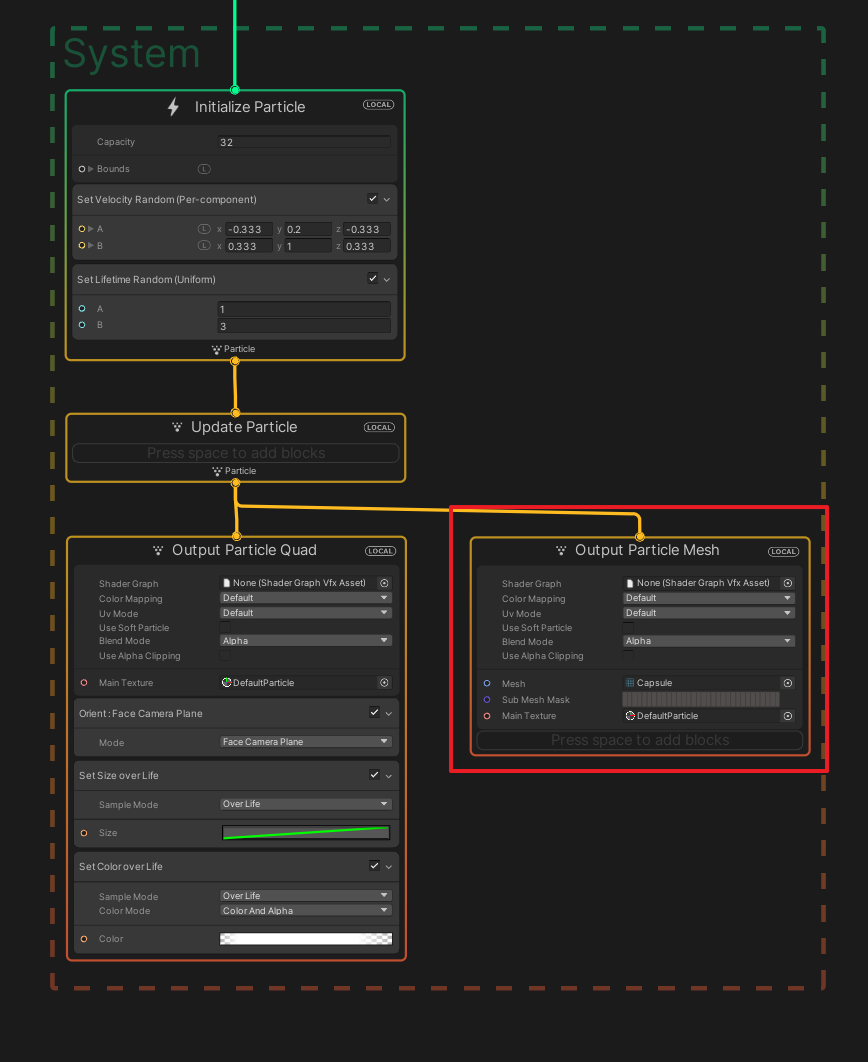 System
Initialize Particle LOCAL
Capacity 32
Bounds L
Set Velocity Random (Per-component)
A L x -0.333 y 0.2 z -0.333
B L x 0.333 y 1 z 0.333
Set Lifetime Random (Uniform)
A 1
B 3
Particle
Update Particle LOCAL
Press space to add blocks
Particle
Output Particle Quad LOCAL
Shader Graph None (Shader Graph Vfx Asset)
Color Mapping Default
Uv Mode Default
Use Soft Particle
Blend Mode Alpha
Use Alpha Clipping
Main Texture DefaultParticle
Orient : Face Camera Plane
Mode Face Camera Plane
Set Size over Life
Sample Mode Over Life
Size
Set Color over Life
Sample Mode Over Life
Color Mode Color And Alpha
Color
Output Particle Mesh LOCAL
Shader Graph None (Shader Graph Vfx Asset)
Color Mapping Default
Uv Mode Default
Use Soft Particle
Blend Mode Alpha
Use Alpha Clipping
Mesh Capsule
Sub Mesh Mask
Main Texture DefaultParticle
Press space to add blocks